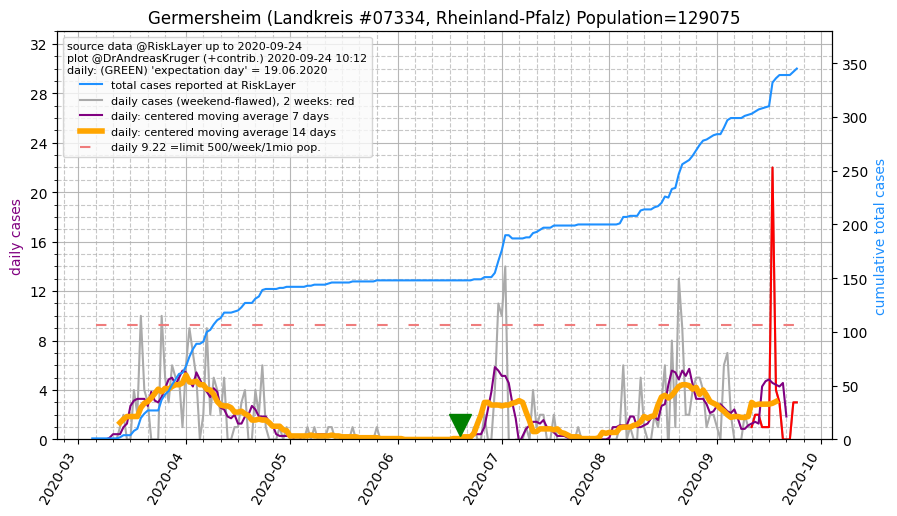 Germersheim (Landkreis #07334, Rheinland-Pfalz) Population=129075
source data @RiskLayer up to 2020-09-24
plot @DrAndreasKruger (+contrib.) 2020-09-24 10:12
daily: (GREEN) 'expectation day' = 19.06.2020
total cases reported at RiskLayer
daily cases (weekend-flawed), 2 weeks: red
daily: centered moving average 7 days
daily: centered moving average 14 days
daily 9.22 =limit 500/week/1mio pop.
daily cases
32
28
24
20
16
12
8
4
0
cumulative total cases
350
300
250
200
150
100
50
0
2020-03
2020-04
2020-05
2020-06
2020-07
2020-08
2020-09
2020-10